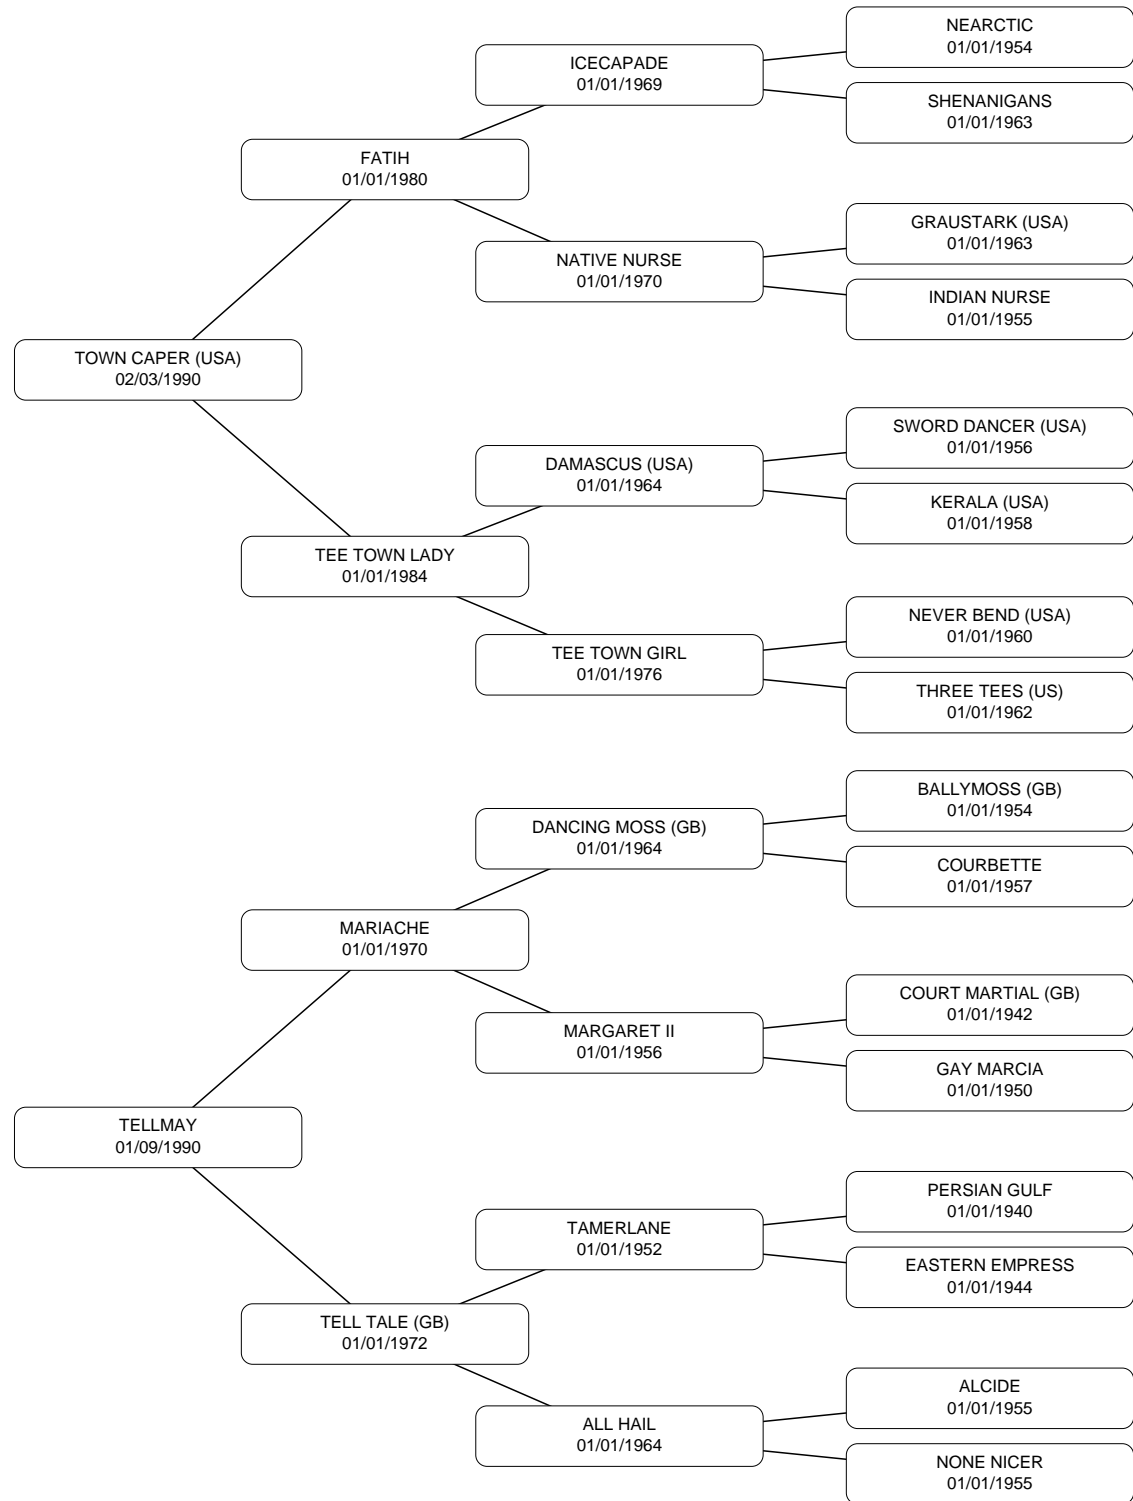 NEARCTIC
01/01/1954
ICECAPADE
01/01/1969
SHENANIGANS
01/01/1963
FATIH
01/01/1980
GRAUSTARK (USA)
01/01/1963
NATIVE NURSE
01/01/1970
INDIAN NURSE
01/01/1955
TOWN CAPER (USA)
02/03/1990
SWORD DANCER (USA)
01/01/1956
DAMASCUS (USA)
01/01/1964
KERALA (USA)
01/01/1958
TEE TOWN LADY
01/01/1984
NEVER BEND (USA)
01/01/1960
TEE TOWN GIRL
01/01/1976
THREE TEES (US)
01/01/1962
BALLYMOSS (GB)
01/01/1954
DANCING MOSS (GB)
01/01/1964
COURBETTE
01/01/1957
MARIACHE
01/01/1970
COURT MARTIAL (GB)
01/01/1942
MARGARET II
01/01/1956
GAY MARCIA
01/01/1950
TELLMAY
01/09/1990
PERSIAN GULF
01/01/1940
TAMERLANE
01/01/1952
EASTERN EMPRESS
01/01/1944
TELL TALE (GB)
01/01/1972
ALCIDE
01/01/1955
ALL HAIL
01/01/1964
NONE NICER
01/01/1955